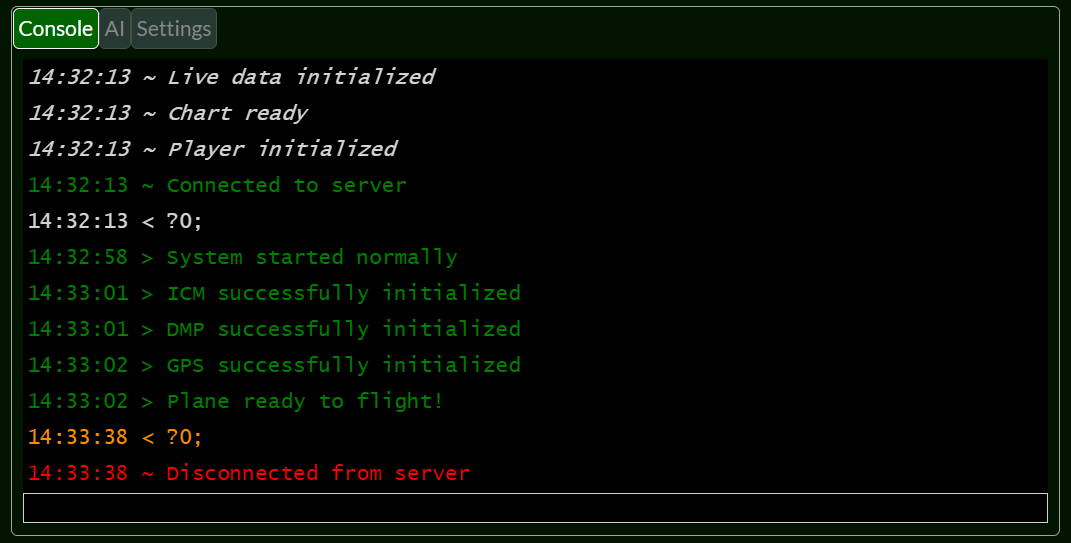 Console AI Settings
14:32:13 ~ Live data initialized
14:32:13 ~ Chart ready
14:32:13 ~ Player initialized
14:32:13 ~ Connected to server
14:32:13 < ?0;
14:32:58 > System started normally
14:33:01 > ICM successfully initialized
14:33:01 > DMP successfully initialized
14:33:02 > GPS successfully initialized
14:33:02 > Plane ready to flight!
14:33:38 < ?0;
14:33:38 ~ Disconnected from server